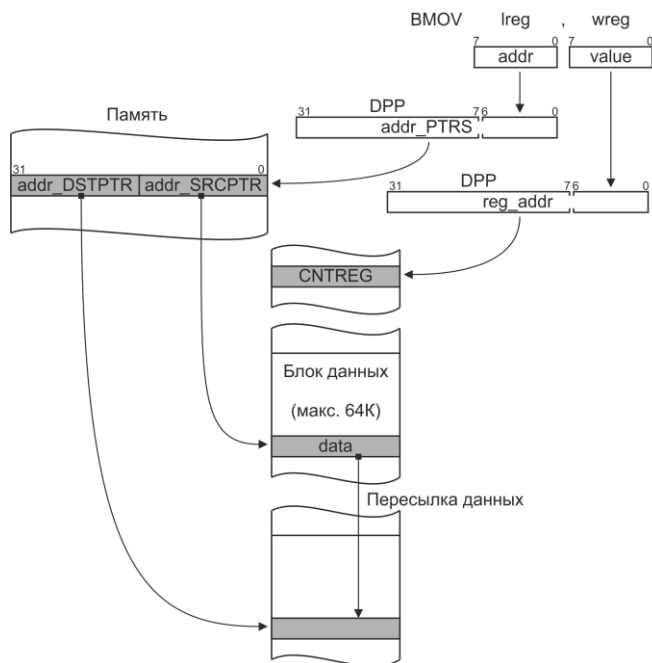 BMOV lreg , wreg
7 0 7 0
addr value
Память
DPP
31 7 6 0
addr_PTRS
31 0
addr_DSTPTR addr_SRCPTR
DPP
31 7 6 0
reg_addr
CNTREG
Блок данных
(макс. 64К)
data
Пересылка данных